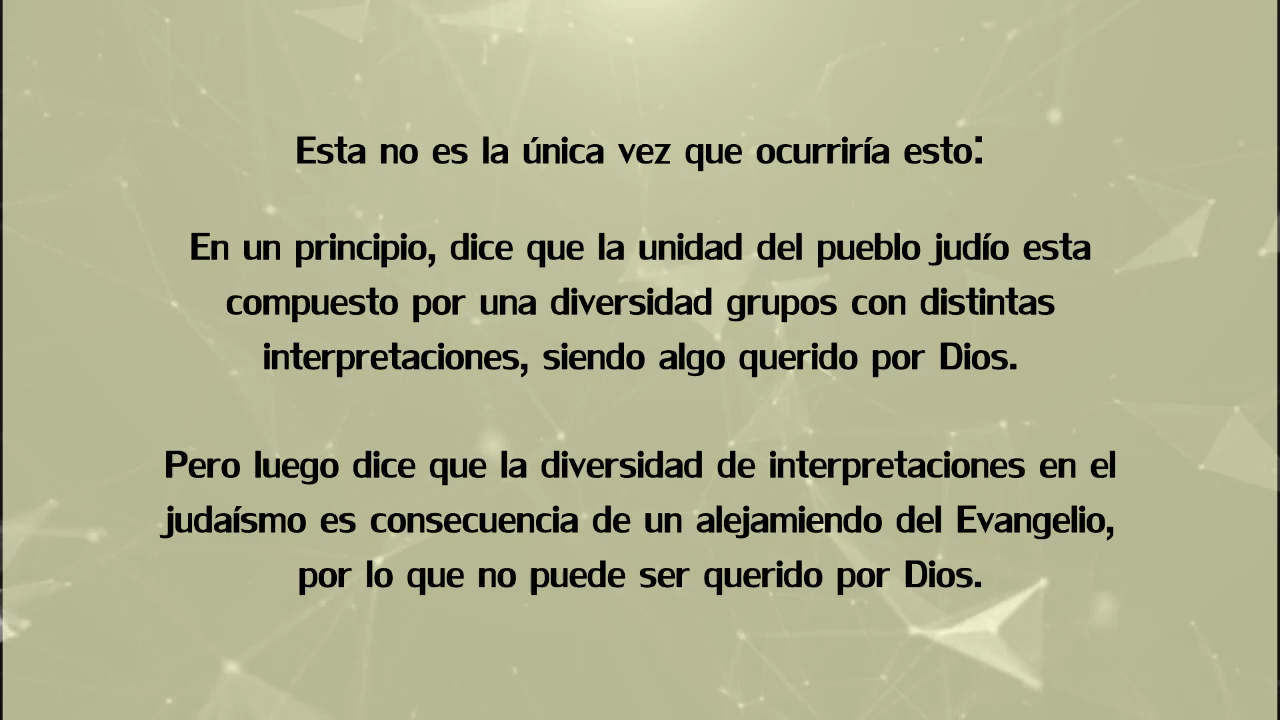 Esta no es la única vez que ocurriría esto:
En un principio, dice que la unidad del pueblo judío esta
compuesto por una diversidad grupos con distintas
interpretaciones, siendo algo querido por Dios.
Pero luego dice que la diversidad de interpretaciones en el
judaísmo es consecuencia de un alejamiendo del Evangelio,
por lo que no puede ser querido por Dios.